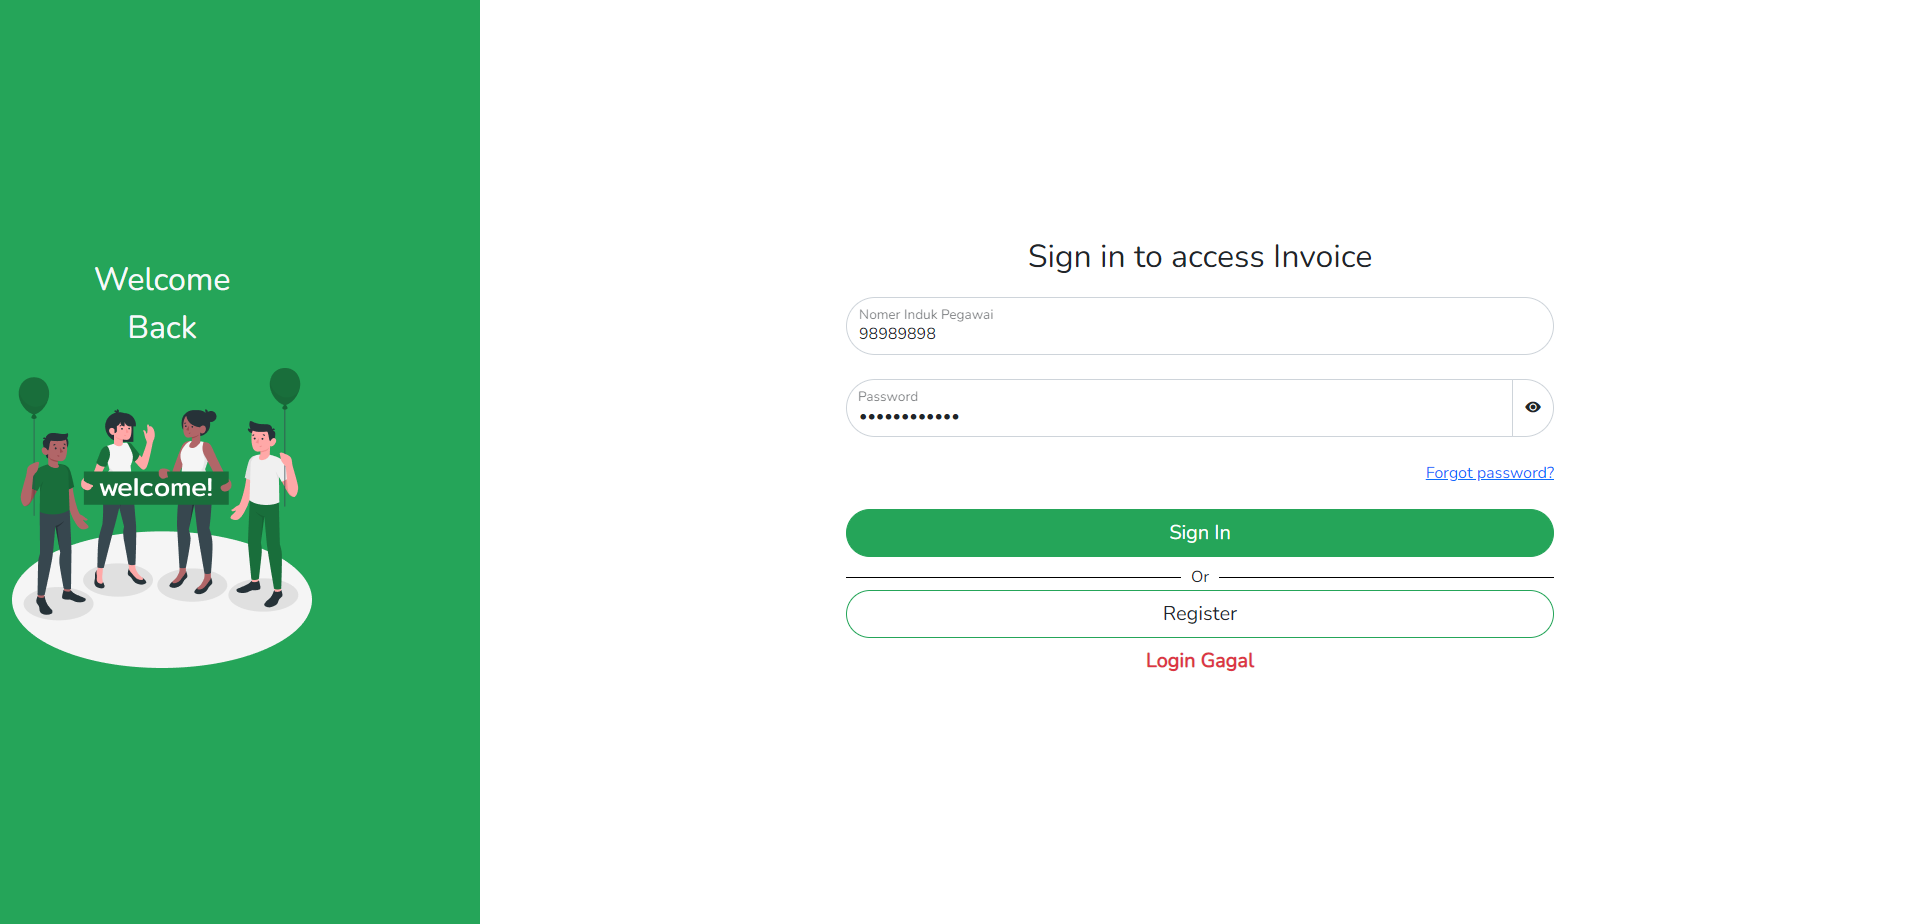 Welcome
Back
welcome!
Sign in to access Invoice
Nomer Induk Pegawai
98989898
Password
••••••••••••
Forgot password?
Sign In
Or
Register
Login Gagal